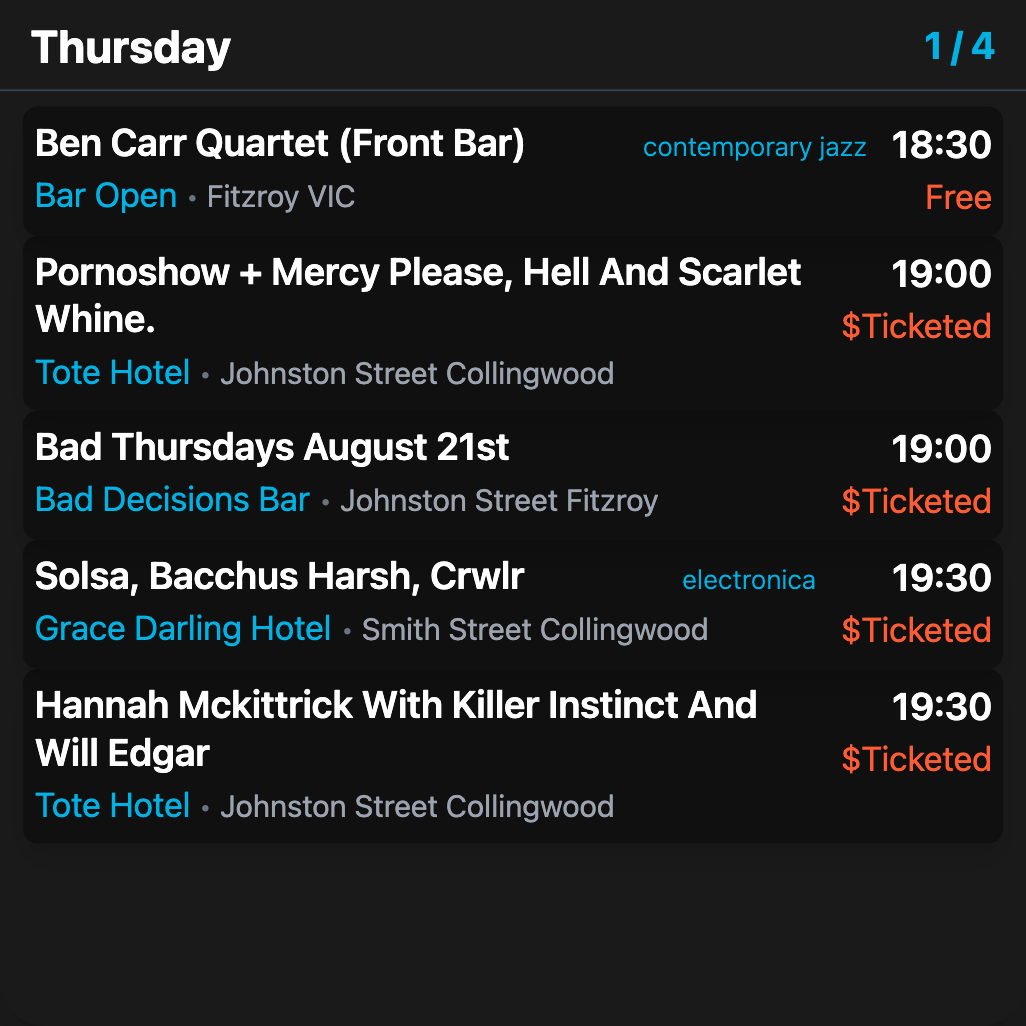 Thursday 1 / 4
Ben Carr Quartet (Front Bar) contemporary jazz 18:30
Bar Open • Fitzroy VIC Free
Pornoshow + Mercy Please, Hell And Scarlet 19:00
Whine. $Ticketed
Tote Hotel • Johnston Street Collingwood
Bad Thursdays August 21st 19:00
Bad Decisions Bar • Johnston Street Fitzroy $Ticketed
Solsa, Bacchus Harsh, Crwlr electronica 19:30
Grace Darling Hotel • Smith Street Collingwood $Ticketed
Hannah Mckittrick With Killer Instinct And 19:30
Will Edgar $Ticketed
Tote Hotel • Johnston Street Collingwood